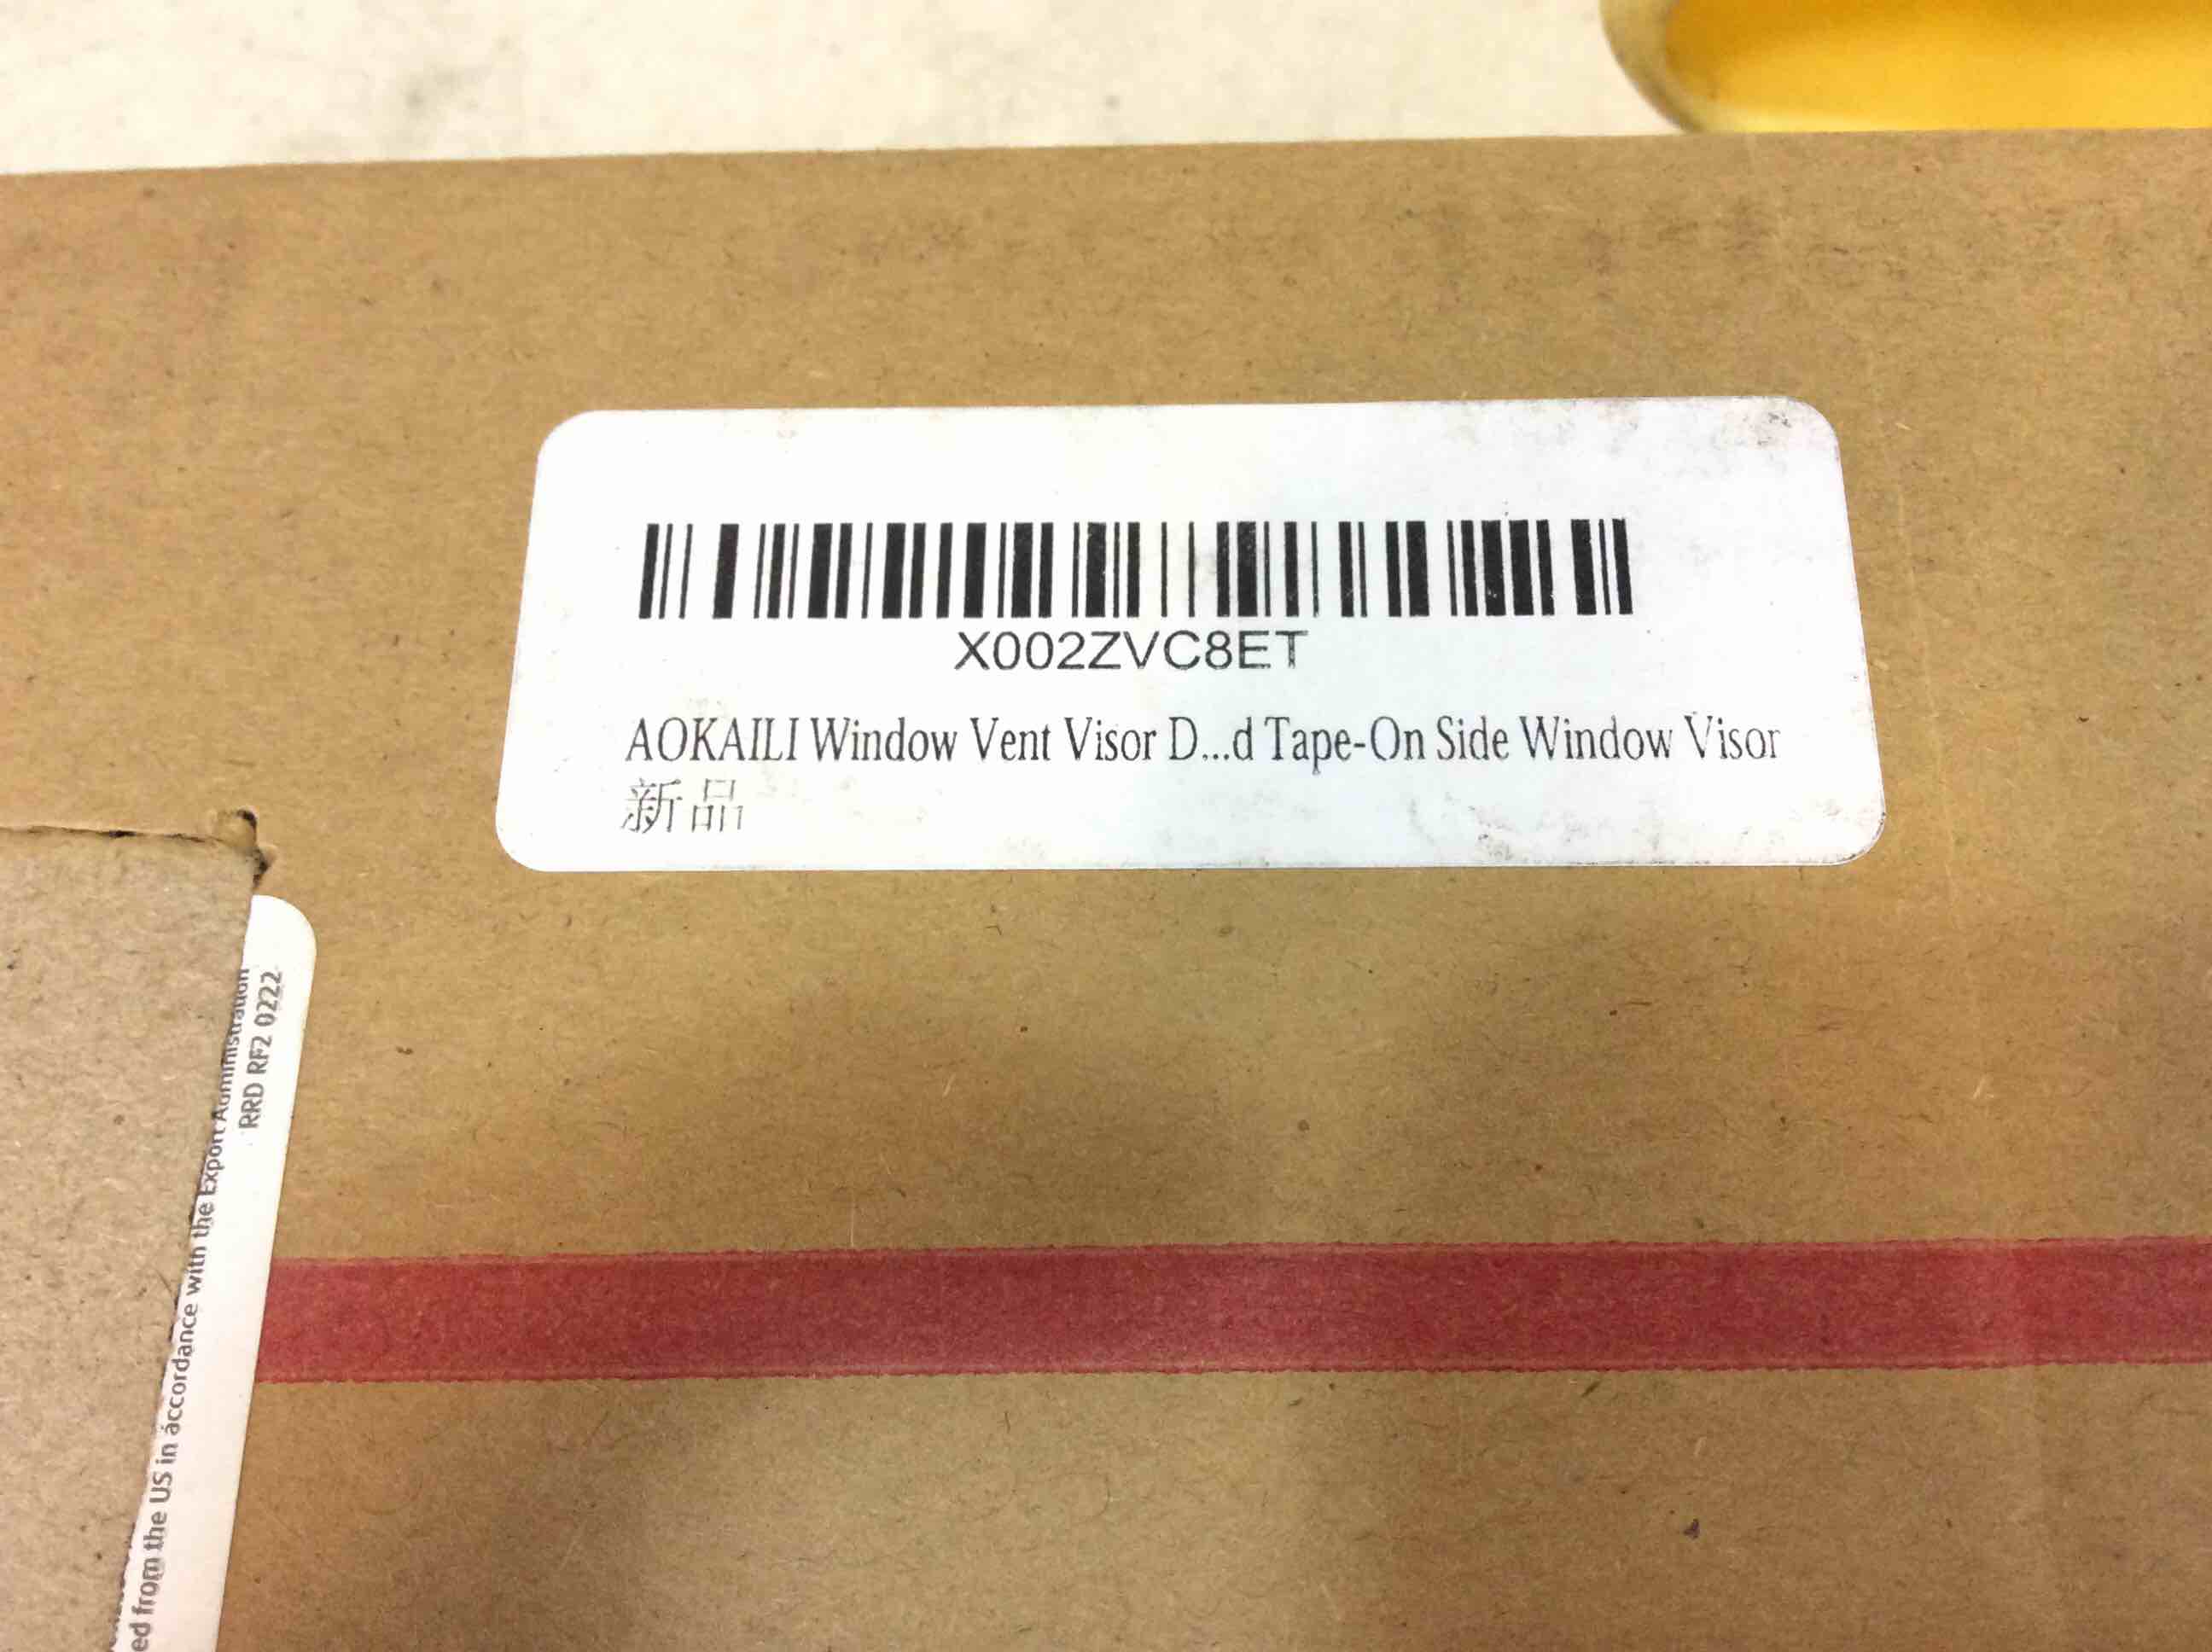 X002ZVC8ET
AOKAILI Window Vent Visor D...d Tape-On Side Window Visor
新品
RRD RF2 0222
ed from the US in accordance with the Export Administration